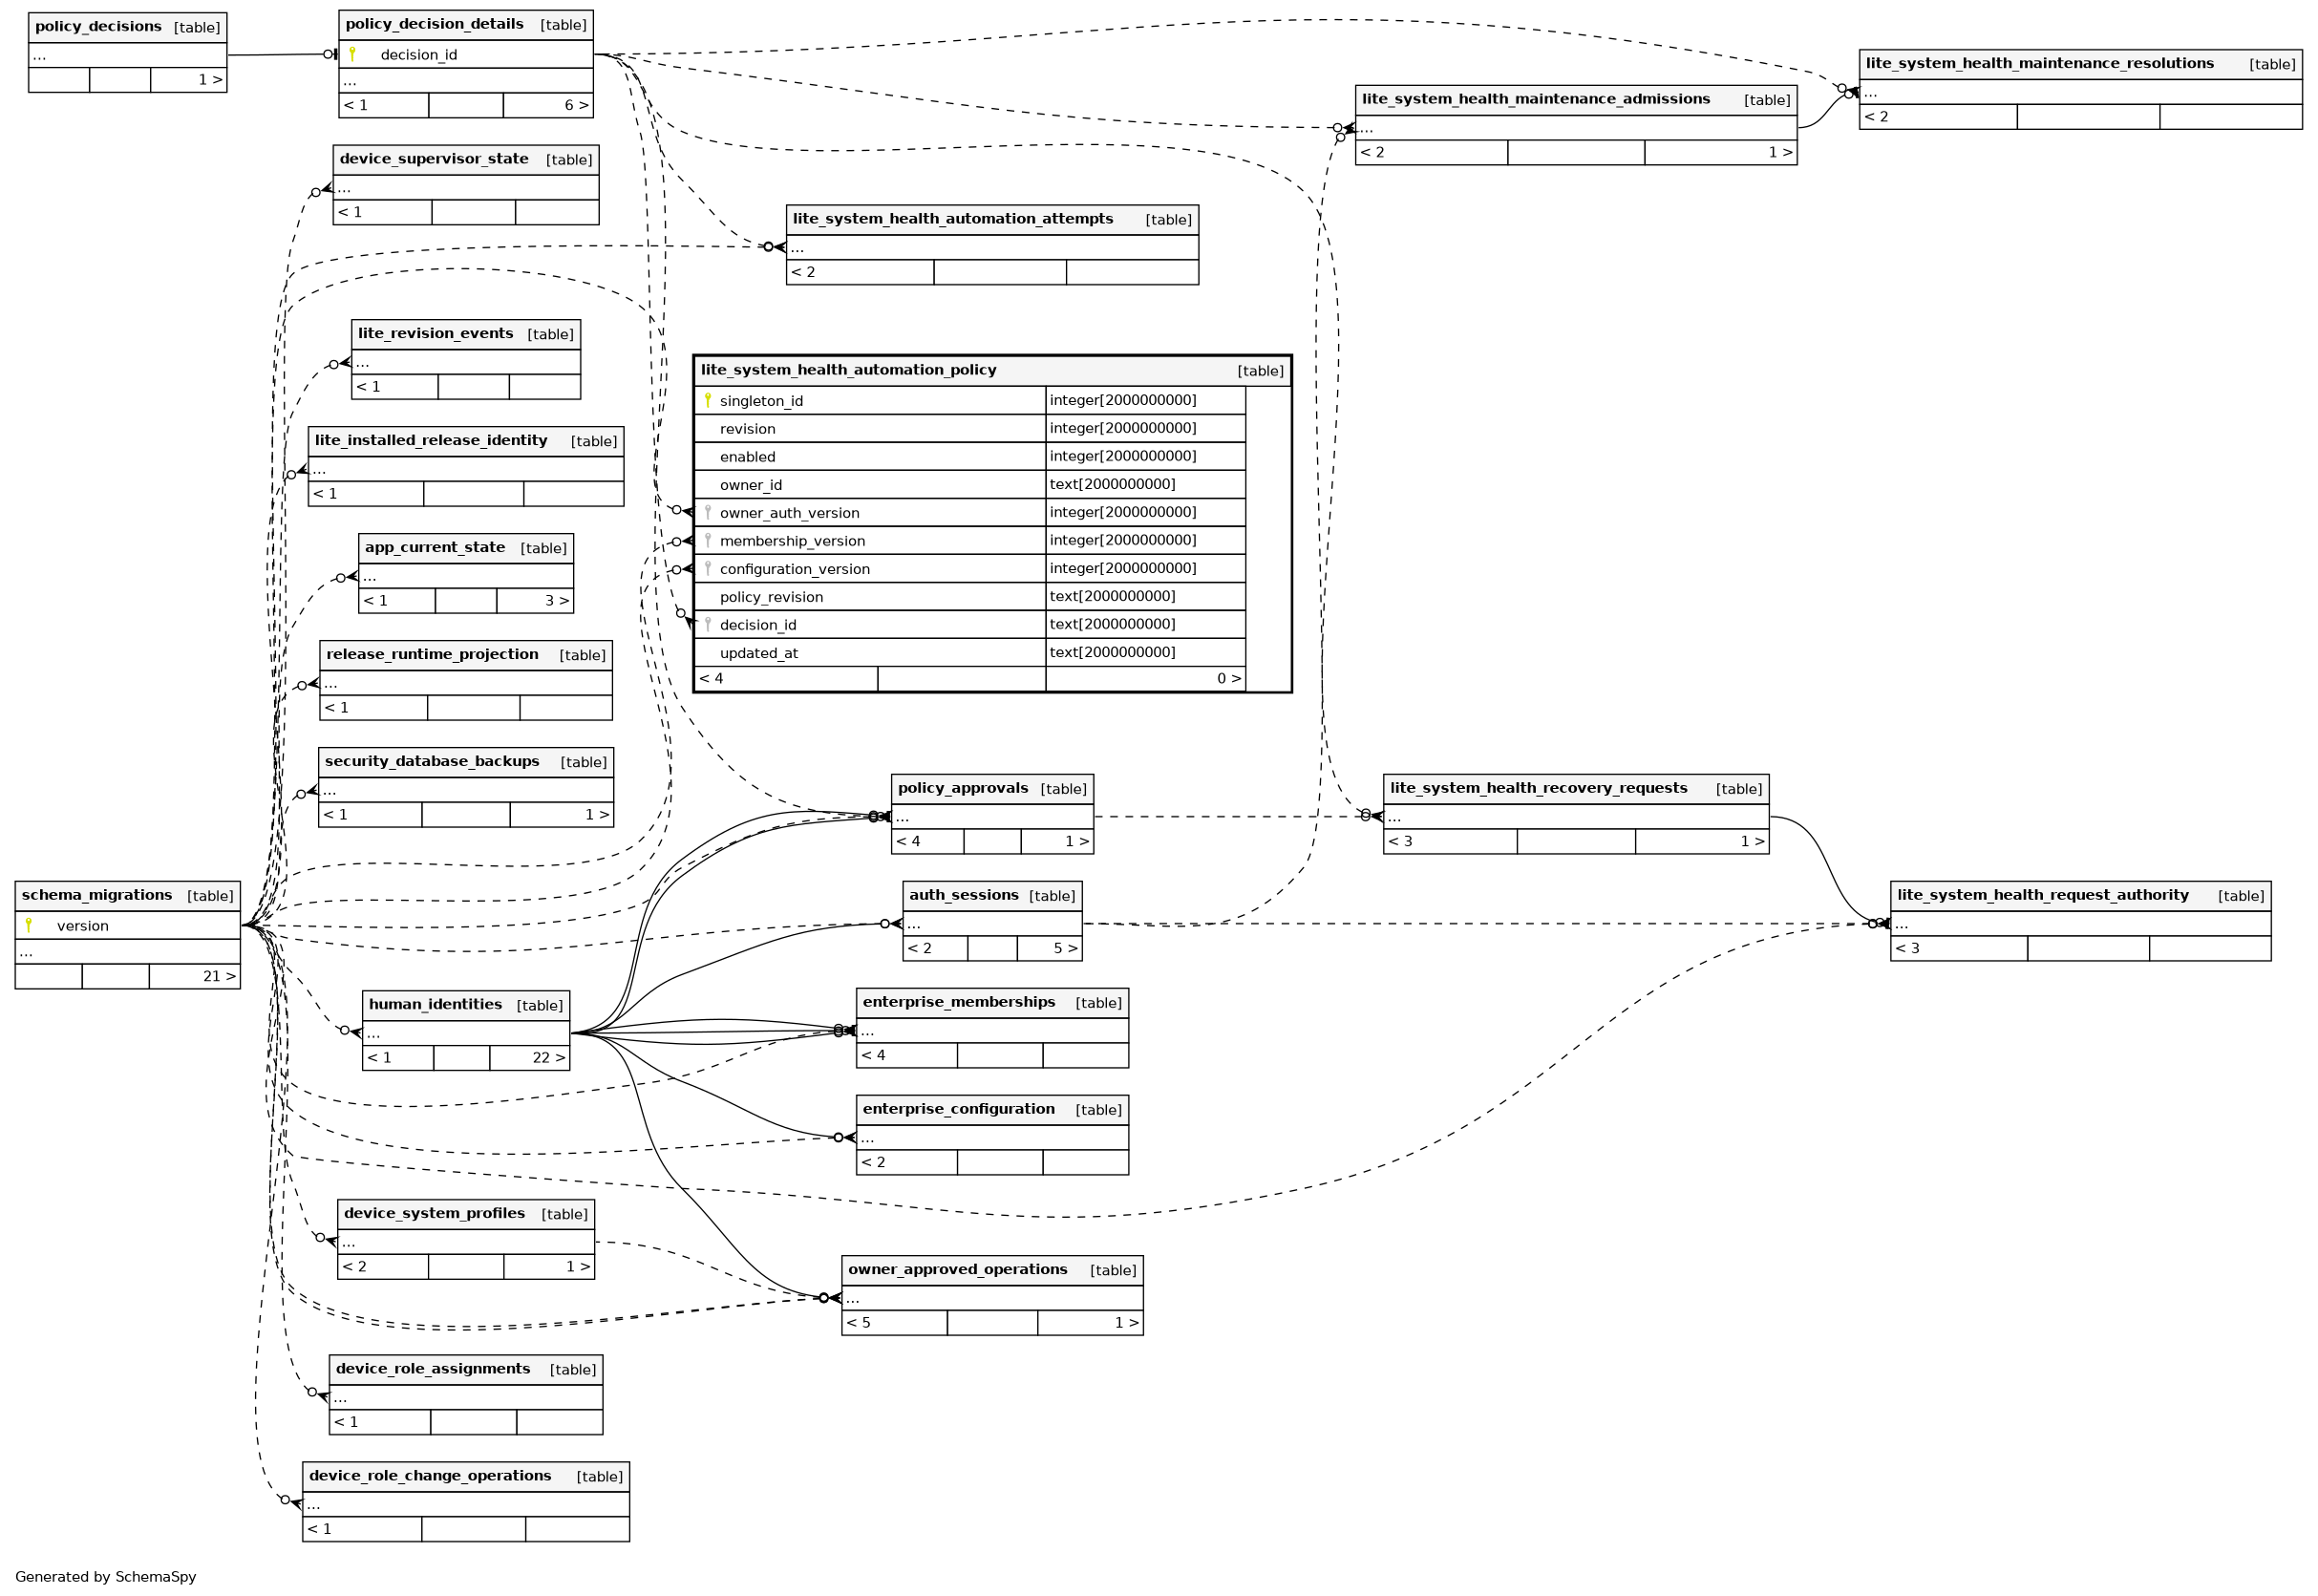 policy_decisions [table]
...
1 >
policy_decision_details [table]
decision_id
...
< 1 6 >
lite_system_health_maintenance_resolutions [table]
...
< 2
lite_system_health_maintenance_admissions [table]
...
< 2 1 >
device_supervisor_state [table]
...
< 1
lite_system_health_automation_attempts [table]
...
< 2
lite_revision_events [table]
...
< 1
lite_system_health_automation_policy [table]
singleton_id integer[2000000000]
revision integer[2000000000]
enabled integer[2000000000]
owner_id text[2000000000]
owner_auth_version integer[2000000000]
membership_version integer[2000000000]
configuration_version integer[2000000000]
policy_revision text[2000000000]
decision_id text[2000000000]
updated_at text[2000000000]
< 4 0 >
lite_installed_release_identity [table]
...
< 1
app_current_state [table]
...
< 1 3 >
release_runtime_projection [table]
...
< 1
security_database_backups [table]
...
< 1 1 >
policy_approvals [table]
...
< 4 1 >
lite_system_health_recovery_requests [table]
...
< 3 1 >
schema_migrations [table]
version
...
21 >
auth_sessions [table]
...
< 2 5 >
lite_system_health_request_authority [table]
...
< 3
human_identities [table]
...
< 1 22 >
enterprise_memberships [table]
...
< 4
enterprise_configuration [table]
...
< 2
device_system_profiles [table]
...
< 2 1 >
owner_approved_operations [table]
...
< 5 1 >
device_role_assignments [table]
...
< 1
device_role_change_operations [table]
...
< 1
Generated by SchemaSpy